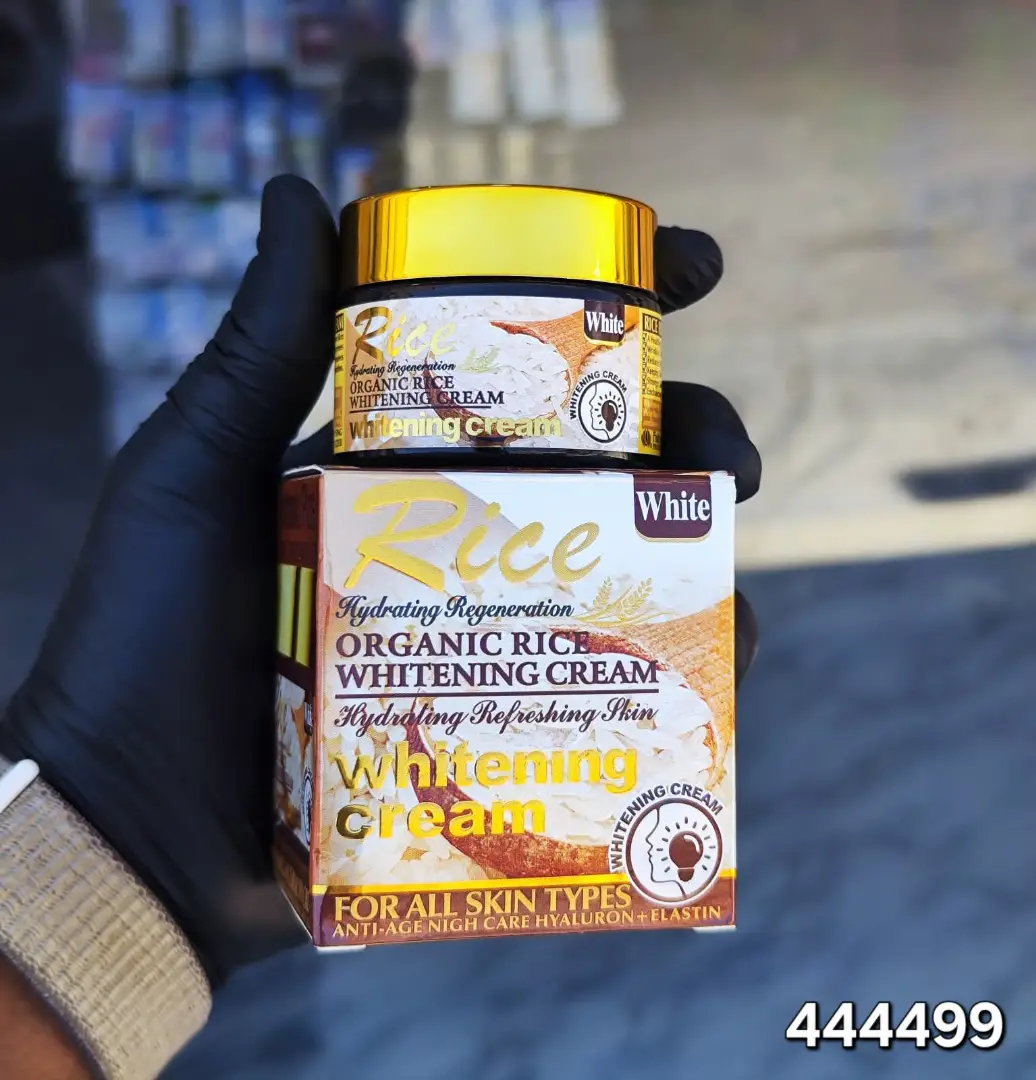 Rice
White
Hydrating Regeneration
ORGANIC RICE
WHITENING CREAM
whitening cream
WHITENING CREAM
RICE
Rice
White
Hydrating Regeneration
ORGANIC RICE
WHITENING CREAM
Hydrating Refreshing Skin
whitening
cream
WHITENING CREAM
FOR ALL SKIN TYPES
ANTI-AGE NIGH CARE HYALURON+ELASTIN
444499